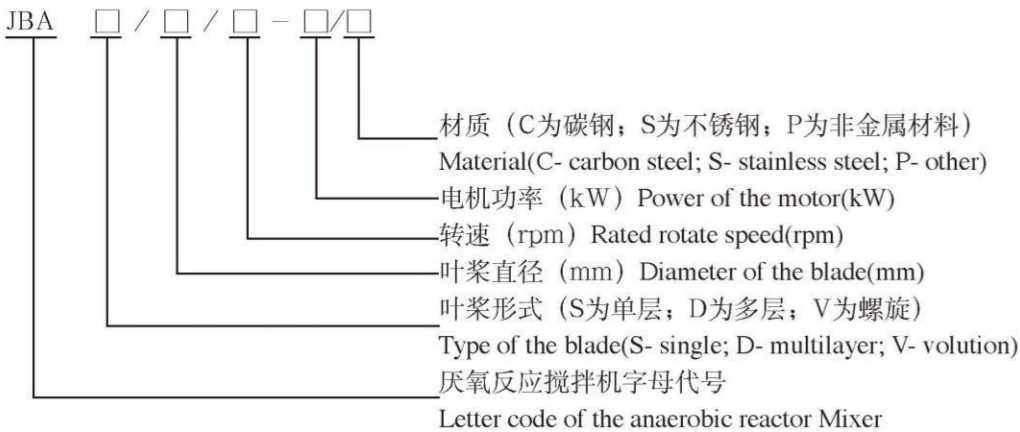 JBA □ / □ / □ - □/□
材质（C为碳钢；S为不锈钢；P为非金属材料）
Material(C- carbon steel; S- stainless steel; P- other)
电机功率（kW）Power of the motor(kW)
转速（rpm）Rated rotate speed(rpm)
叶桨直径（mm）Diameter of the blade(mm)
叶桨形式（S为单层；D为多层；V为螺旋）
Type of the blade(S- single; D- multilayer; V- volution)
厌氧反应搅拌机字母代号
Letter code of the anaerobic reactor Mixer